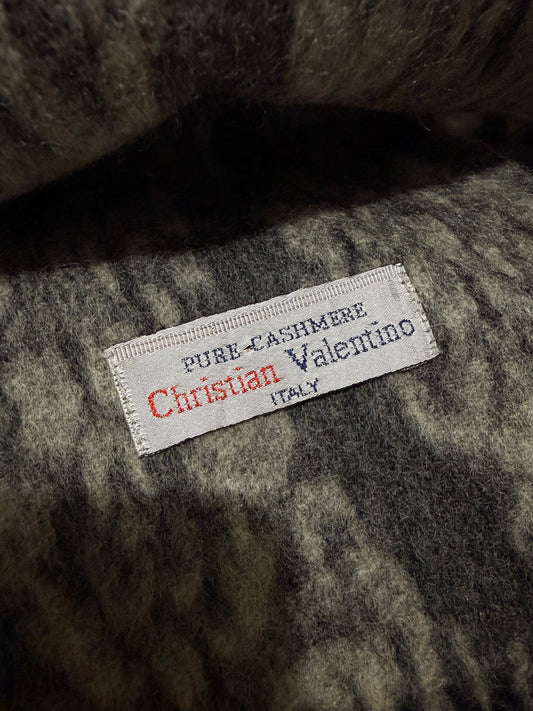 PURE CASHMERE
Christian Valentino
ITALY